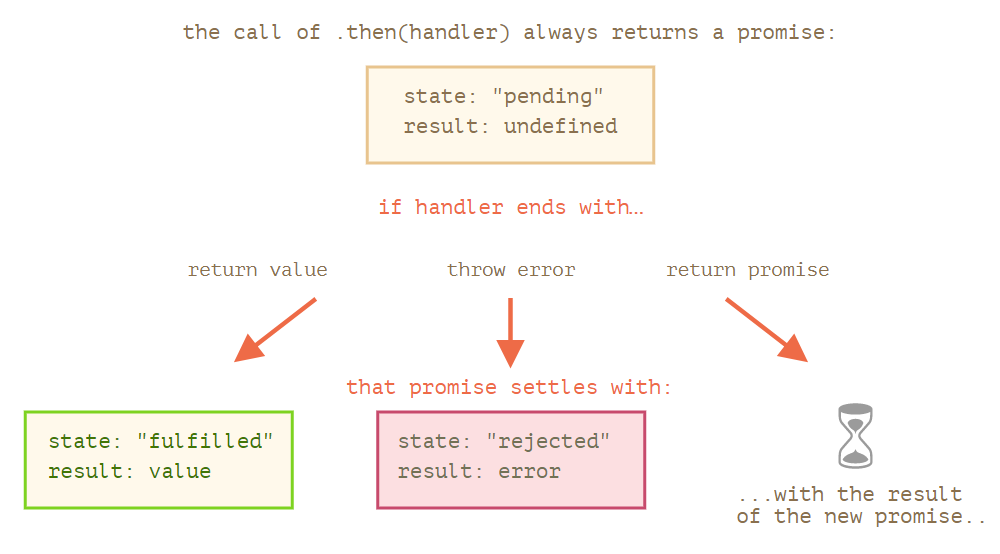 the call of .then(handler) always returns a promise:
state: "pending"
result: undefined
if handler ends with…
return value
throw error
return promise
that promise settles with:
state: "fulfilled"
result: value
state: "rejected"
result: error
...with the result
of the new promise..